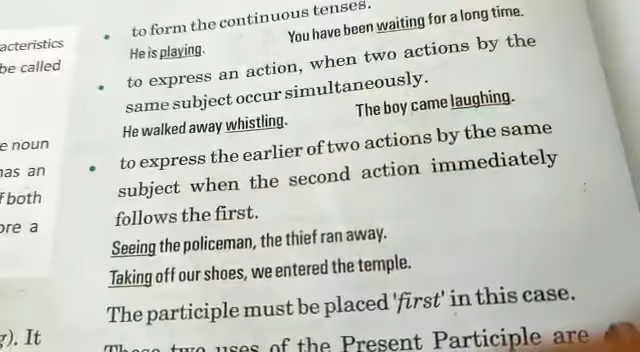 acteristics
be called
e noun
has an
f both
ore a
g). It
• to form the continuous tenses.
He is playing. You have been waiting for a long time.
• to express an action, when two actions by the
same subject occur simultaneously.
He walked away whistling. The boy came laughing.
• to express the earlier of two actions by the same
subject when the second action immediately
follows the first.
Seeing the policeman, the thief ran away.
Taking off our shoes, we entered the temple.
The participle must be placed 'first' in this case.
These two uses of the Present Participle are